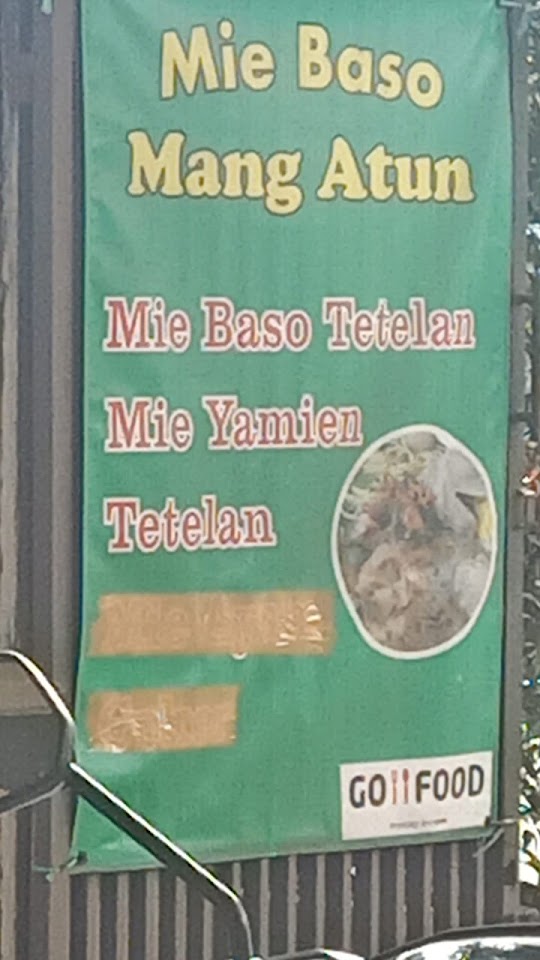 Mie Baso
Mang Atun
Mie Baso Tetelan
Mie Yamien
Tetelan
GO FOOD